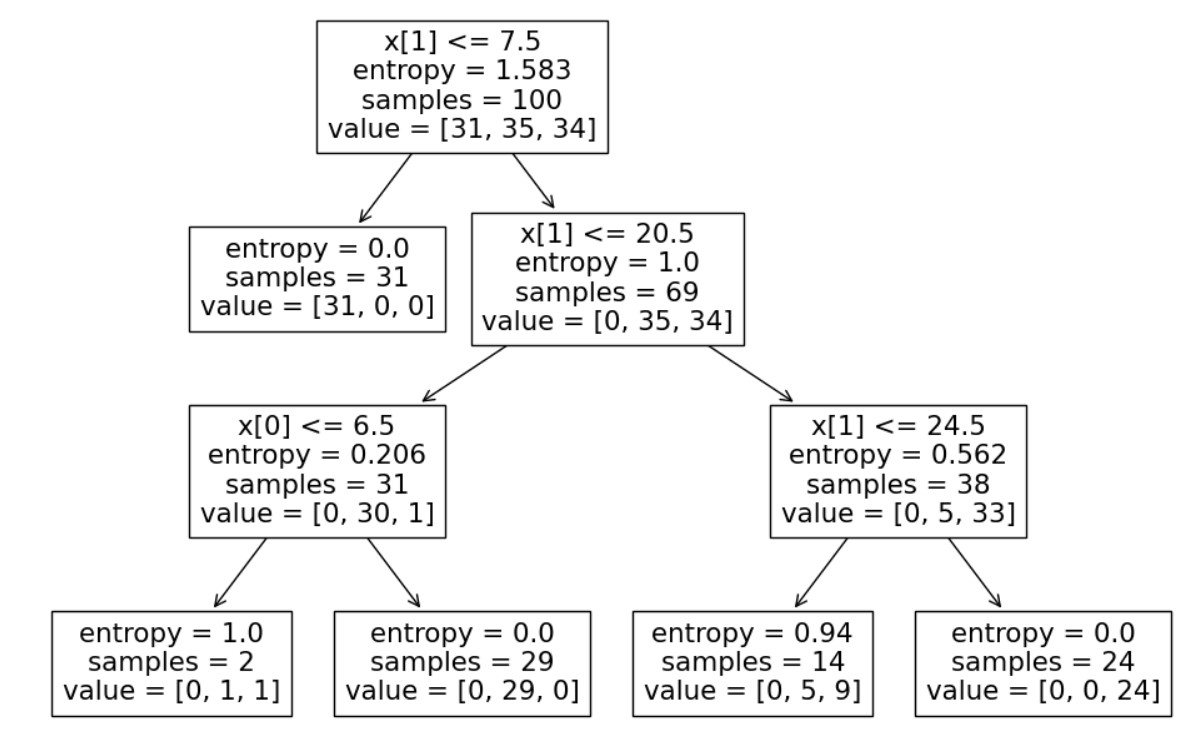 x[1] <= 7.5
entropy = 1.583
samples = 100
value = [31, 35, 34]
entropy = 0.0
samples = 31
value = [31, 0, 0]
x[1] <= 20.5
entropy = 1.0
samples = 69
value = [0, 35, 34]
x[0] <= 6.5
entropy = 0.206
samples = 31
value = [0, 30, 1]
x[1] <= 24.5
entropy = 0.562
samples = 38
value = [0, 5, 33]
entropy = 1.0
samples = 2
value = [0, 1, 1]
entropy = 0.0
samples = 29
value = [0, 29, 0]
entropy = 0.94
samples = 14
value = [0, 5, 9]
entropy = 0.0
samples = 24
value = [0, 0, 24]